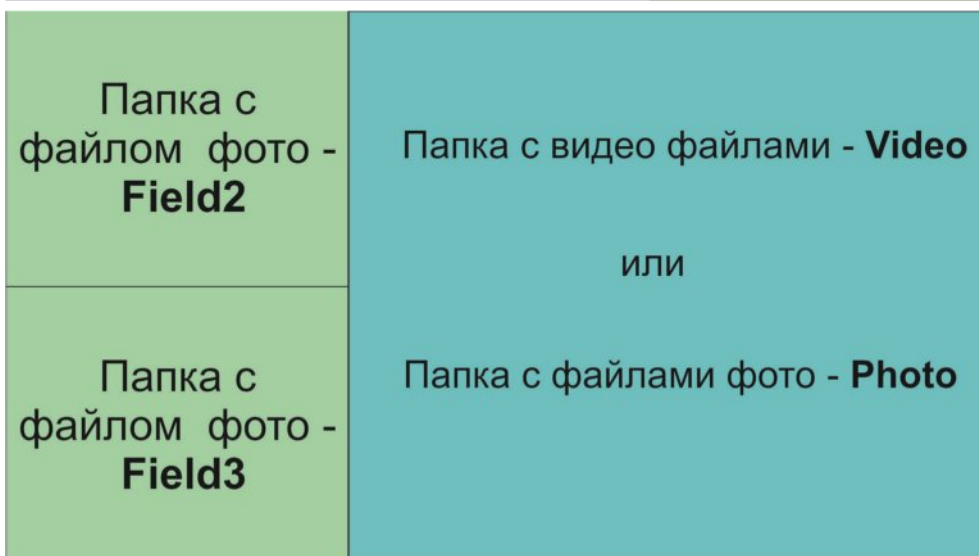 Папка с
файлом фото -
Field2
Папка с
файлом фото -
Field3
Папка с видео файлами - Video
или
Папка с файлами фото - Photo